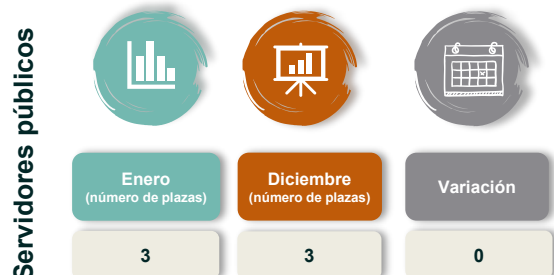 Servidores públicos
Enero
(número de plazas)
Diciembre
(número de plazas)
Variación
3
3
0